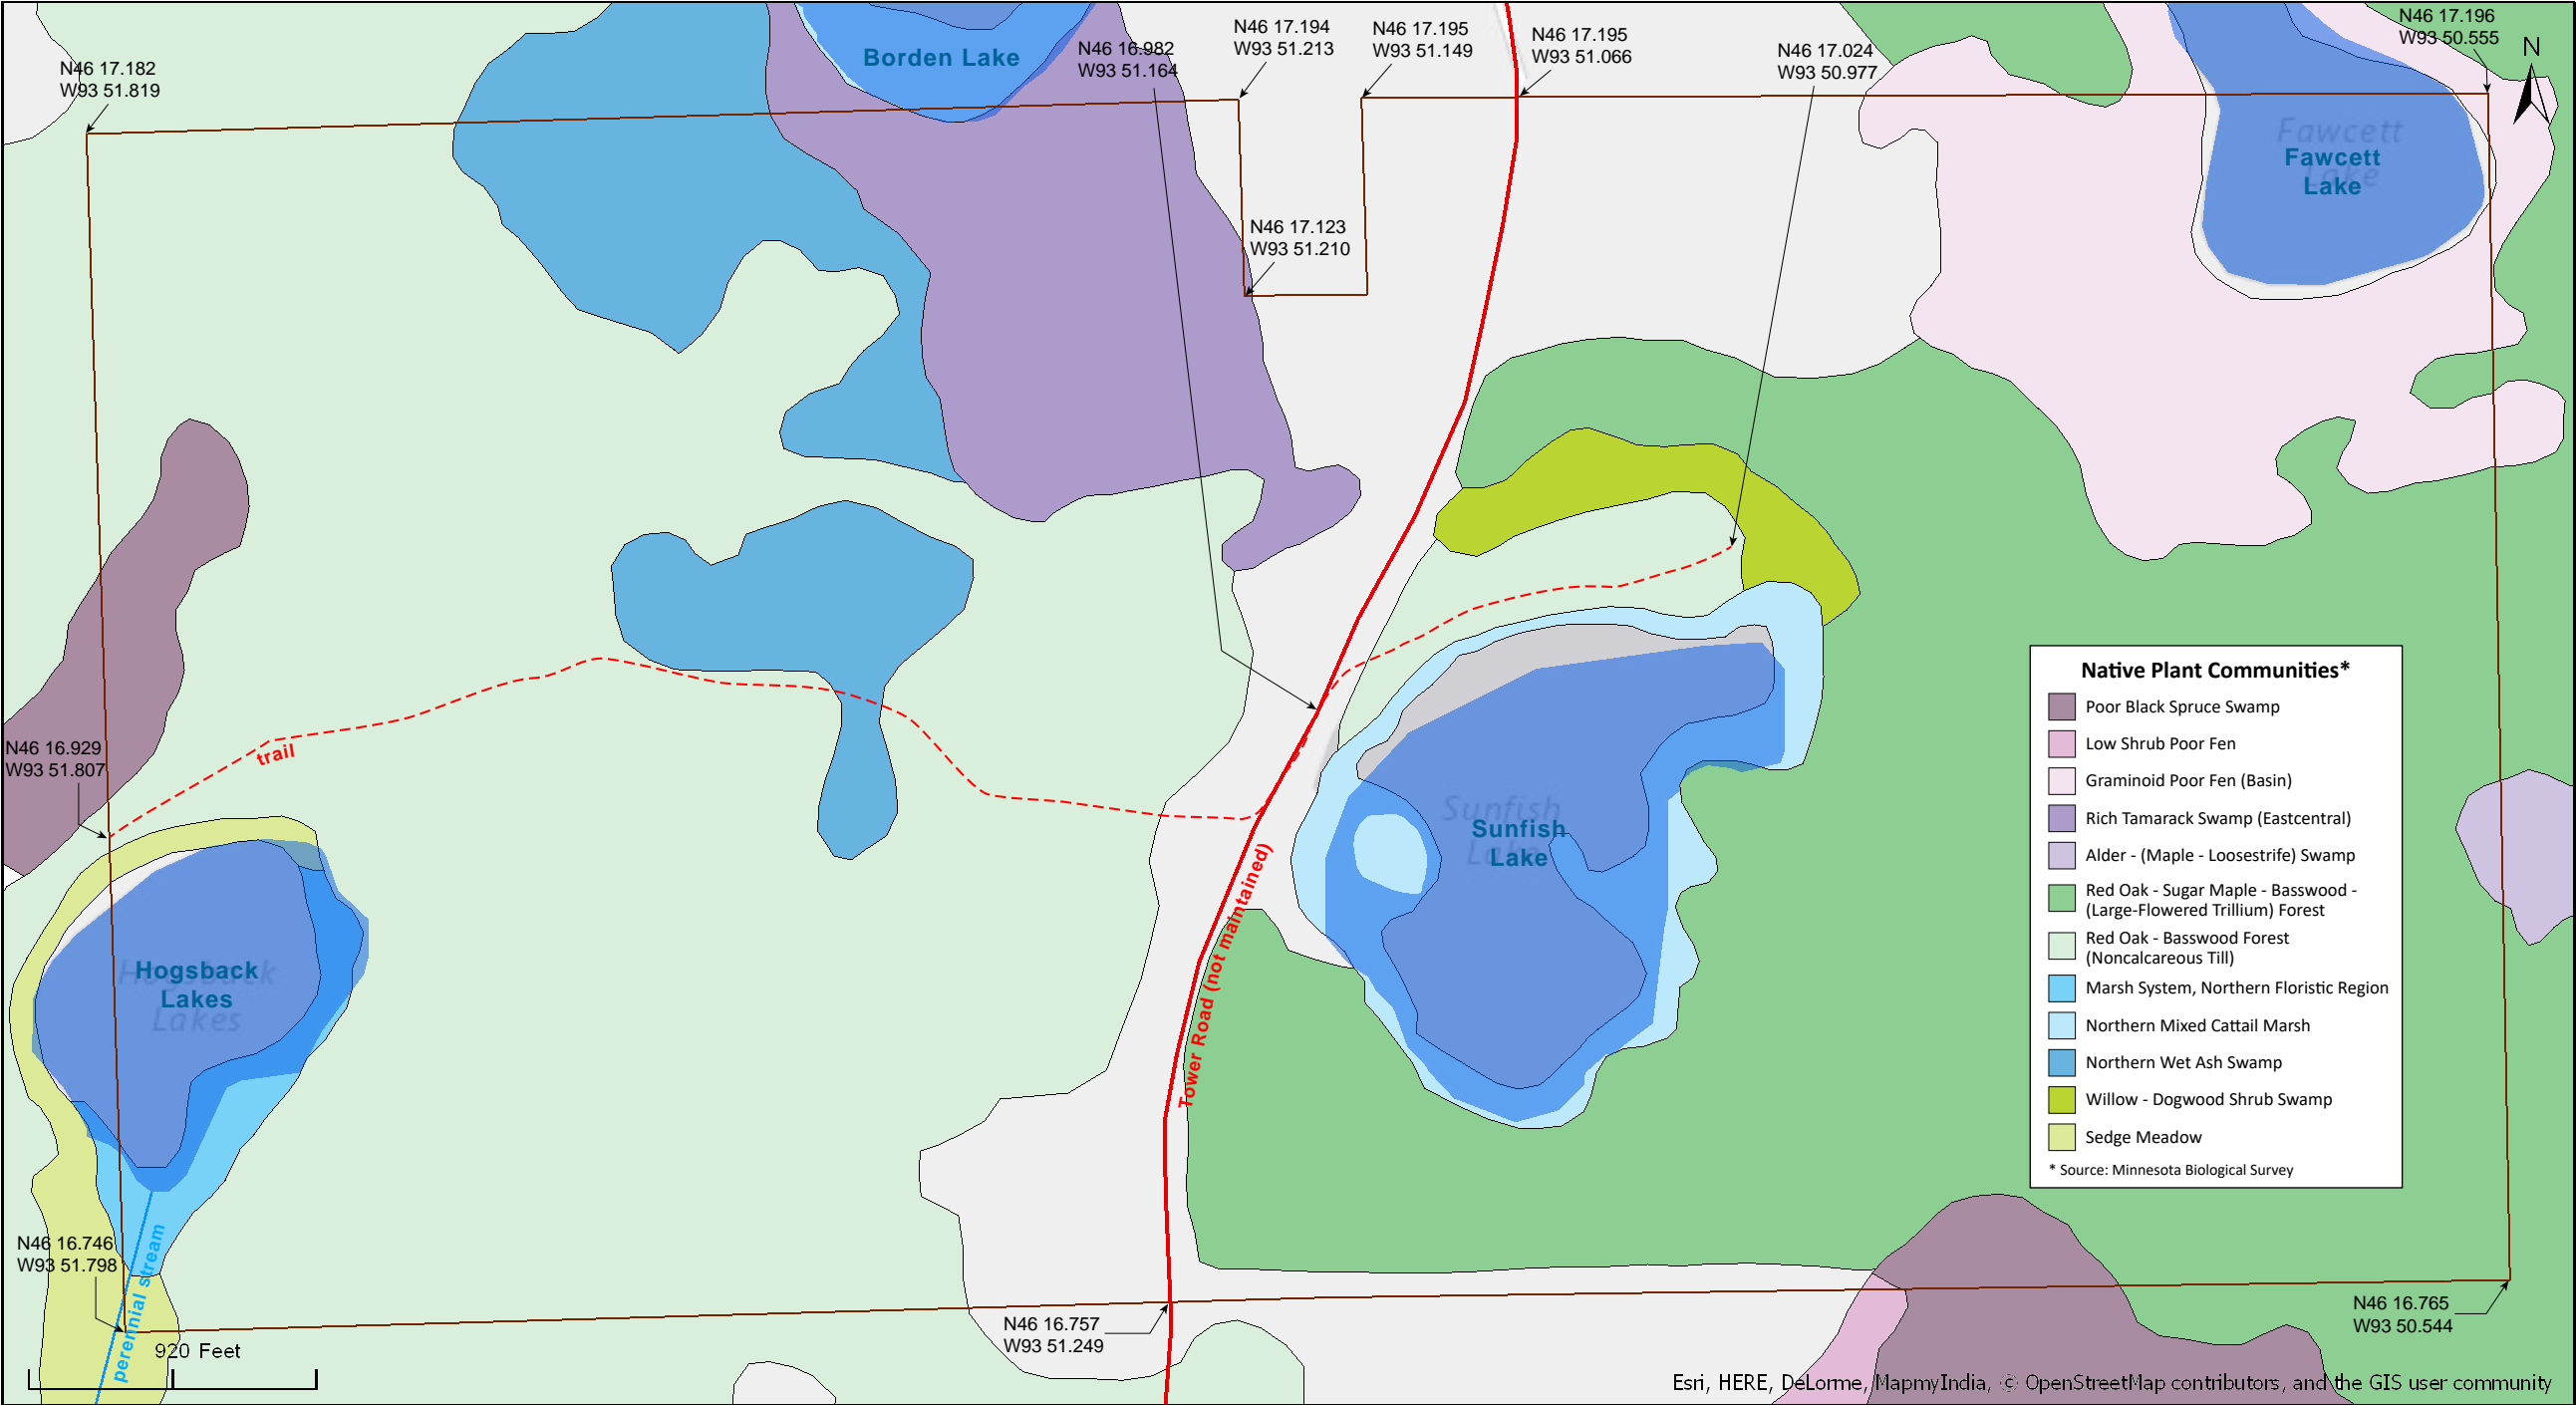 N46 17.182
W93 51.819
Borden Lake
N46 16.982
W93 51.164
N46 17.194
W93 51.213
N46 17.195
W93 51.149
N46 17.195
W93 51.066
N46 17.024
W93 50.977
N46 17.196
W93 50.555
N
Fawcett
Lake
Fawcett
Lake
N46 17.123
W93 51.210
N46 16.929
W93 51.807
trail
Sunfish
Lake
Sunfish
Lake
Tower Road (not maintained)
Hogsback
Lakes
Hogsback
Lakes
perennial stream
N46 16.746
W93 51.798
920 Feet
N46 16.757
W93 51.249
N46 16.765
W93 50.544
Native Plant Communities*
Poor Black Spruce Swamp
Low Shrub Poor Fen
Graminoid Poor Fen (Basin)
Rich Tamarack Swamp (Eastcentral)
Alder - (Maple - Loosestrife) Swamp
Red Oak - Sugar Maple - Basswood -
(Large-Flowered Trillium) Forest
Red Oak - Basswood Forest
(Noncalcareous Till)
Marsh System, Northern Floristic Region
Northern Mixed Cattail Marsh
Northern Wet Ash Swamp
Willow - Dogwood Shrub Swamp
Sedge Meadow
* Source: Minnesota Biological Survey
Esri, HERE, DeLorme, MapmyIndia, © OpenStreetMap contributors, and the GIS user community